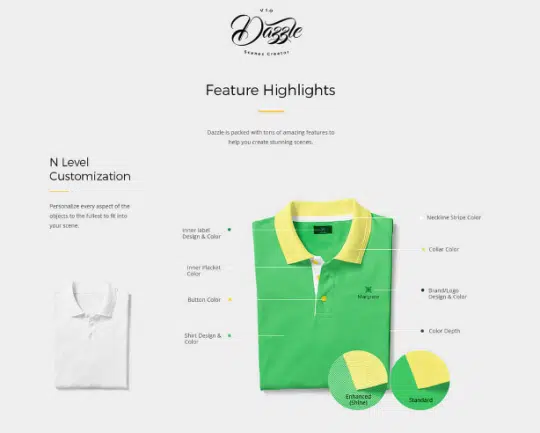 VIP
Dazzle
Scenes Creator
Feature Highlights
Dazzle is packed with tons of amazing features to
help you create stunning scenes.
N Level
Customization
Personalize every aspect of the
objects to the fullest to fit into
your scene.
Inner label
Design & Color
Inner Placket
Color
Button Color
Shirt Design &
Color
Neckline Stripe Color
Collar Color
Brand/Logo
Design & Color
Color Depth
Enhanced
(Shine)
Standard